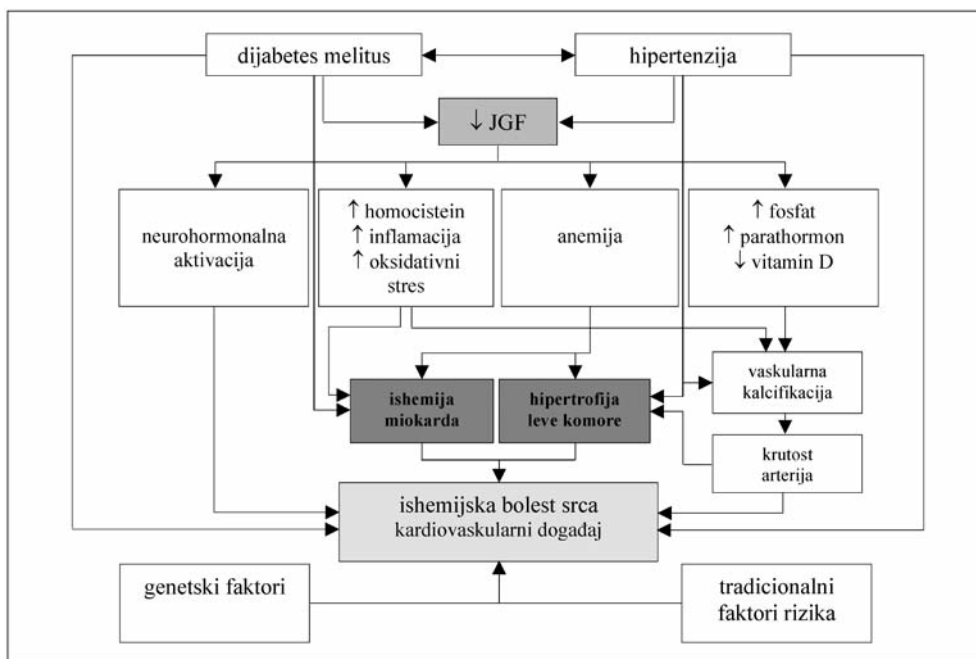 dijabetes melitus
hipertenzija
↓ JGF
neurohormonalna
aktivacija
↑ homocistein
↑ inflamacija
↑ oksidativni
stres
anemija
↑ fosfat
↑ parathormon
↓ vitamin D
ishemija
miokarda
hipertrofija
leve komore
vaskularna
kalcifikacija
krutost
arterija
ishemijska bolest srca
kardiovaskularni događaj
genetski faktori
tradicionalni
faktori rizika